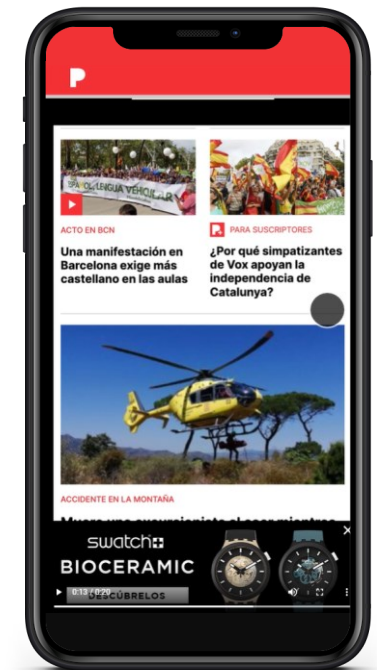 P
ESPAÑOL, LENGUA VEHICULAR
ACTO EN BCN
Una manifestación en
Barcelona exige más
castellano en las aulas
PARA SUSCRIPTORES
¿Por qué simpatizantes
de Vox apoyan la
independencia de
Catalunya?
ACCIDENTE EN LA MONTAÑA
swatch
BIOCERAMIC
0:13 / 0:20
DESCÚBRELOS